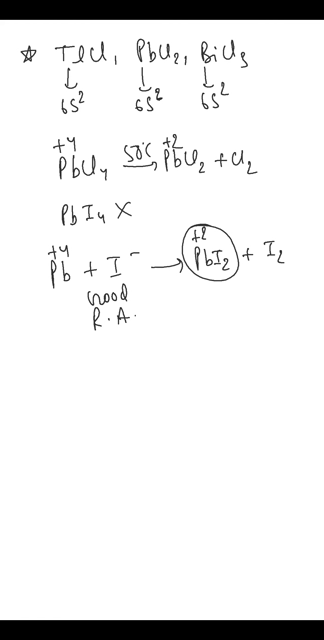 ☆ TlCl, PbCl₂, BiCl₃
↓ ↓ ↓
6S² 6S² 6S²
+4 50°C +2
PbCl₄ → PbCl₂ + Cl₂
PbI₄ ×
+4 +2
Pb + I⁻ → PbI₂ + I₂
Good
R.A.